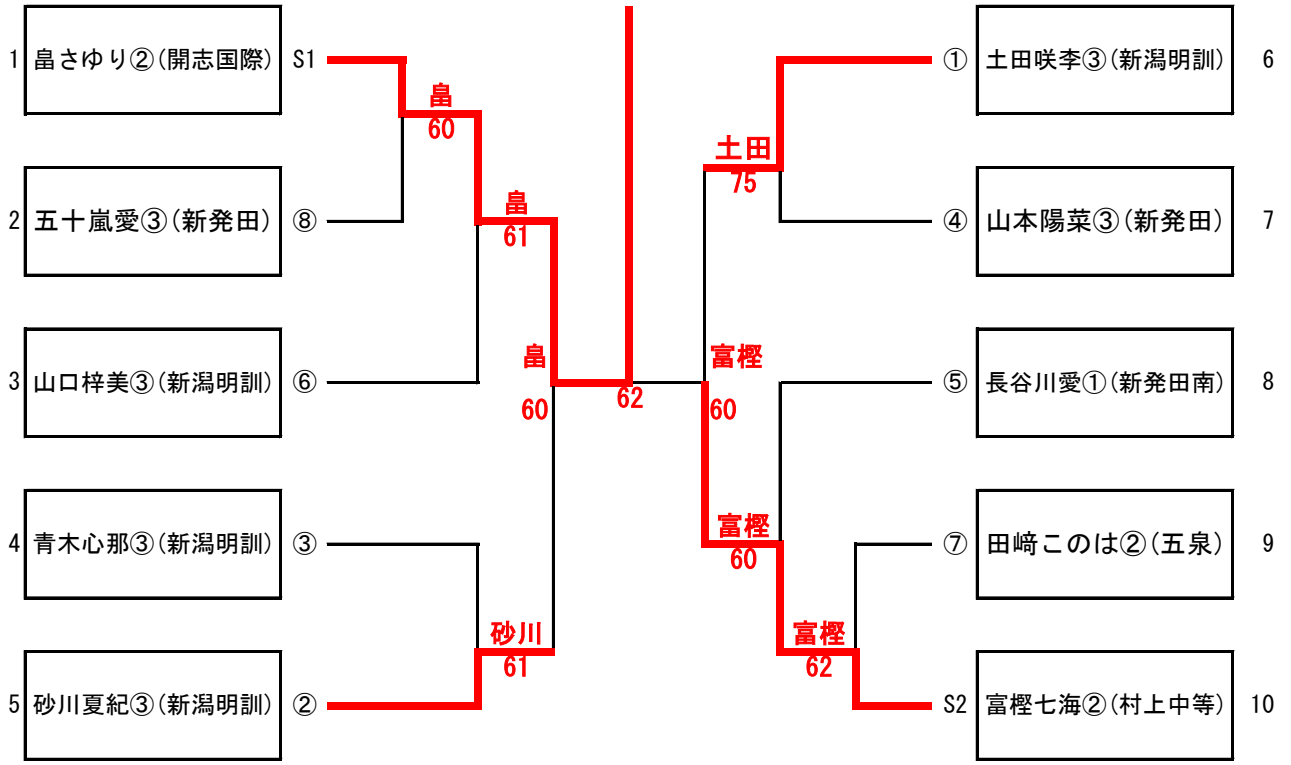 1 畠さゆり②(開志国際) S1
2 五十嵐愛③(新発田) ⑧
3 山口梓美③(新潟明訓) ⑥
4 青木心那③(新潟明訓) ③
5 砂川夏紀③(新潟明訓) ②
畠
60
畠
61
畠
60
砂川
61
62
土田
75
富樫
60
富樫
60
富樫
62
① 土田咲李③(新潟明訓) 6
④ 山本陽菜③(新発田) 7
⑤ 長谷川愛①(新発田南) 8
⑦ 田﨑このは②(五泉) 9
S2 富樫七海②(村上中等) 10